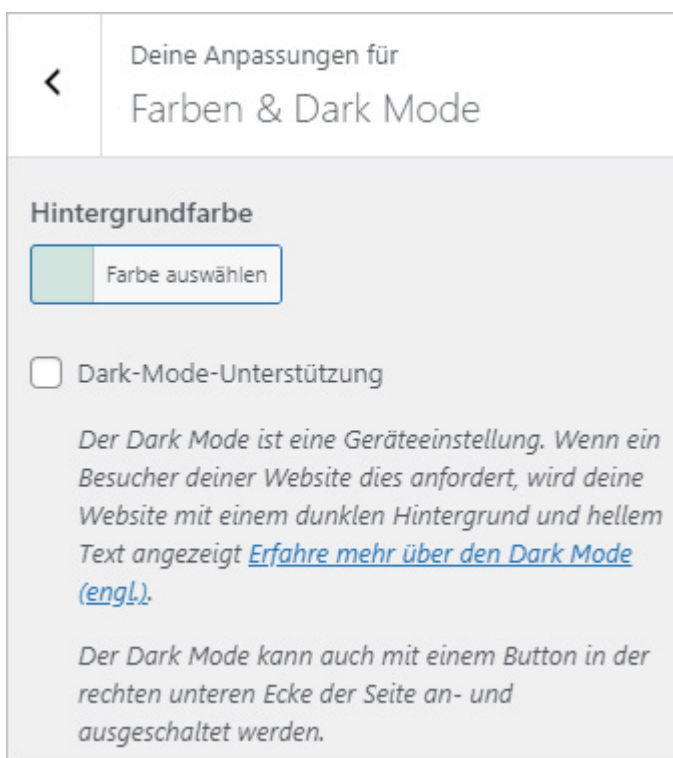 Deine Anpassungen für
Farben & Dark Mode
Hintergrundfarbe
Farbe auswählen
Dark-Mode-Unterstützung
Der Dark Mode ist eine Geräteeinstellung. Wenn ein
Besucher deiner Website dies anfordert, wird deine
Website mit einem dunklen Hintergrund und hellem
Text angezeigt Erfahre mehr über den Dark Mode
(engl.).
Der Dark Mode kann auch mit einem Button in der
rechten unteren Ecke der Seite an- und
ausgeschaltet werden.